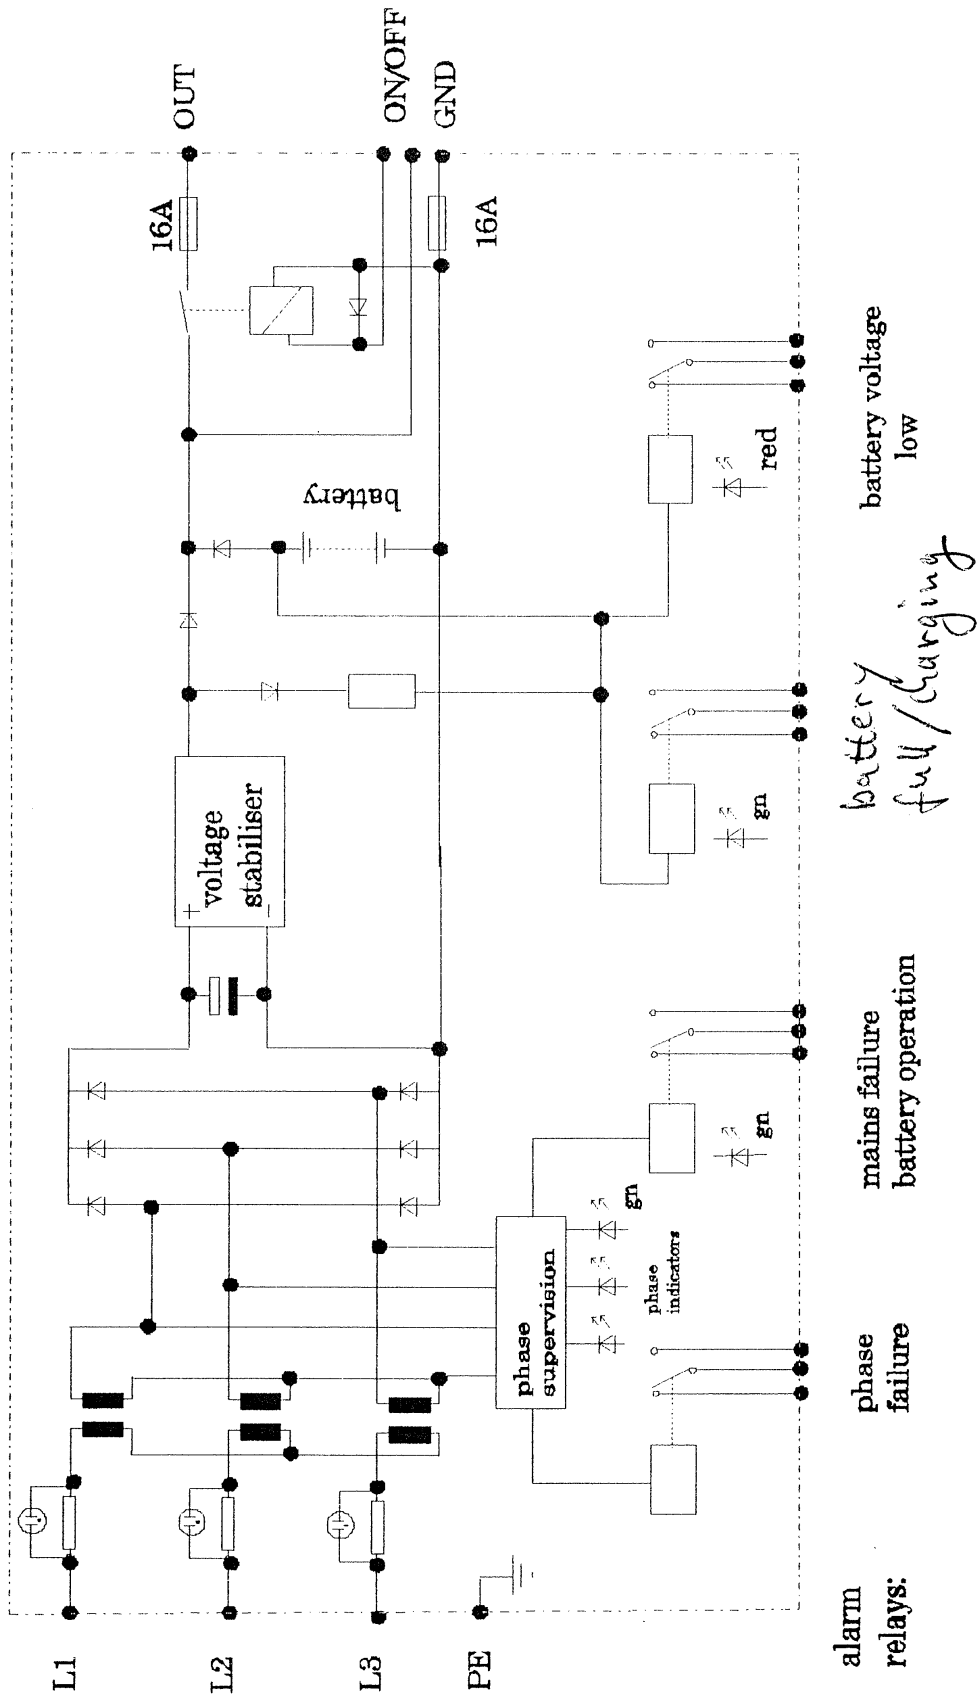 L1
L2
L3
PE
16A
OUT
ON/OFF
GND
16A
+
voltage
stabiliser
−
battery
phase
supervision
gn
phase
indicators
gn
gn
red
alarm
relays:
phase
failure
mains failure
battery operation
battery
full/charging
battery voltage
low